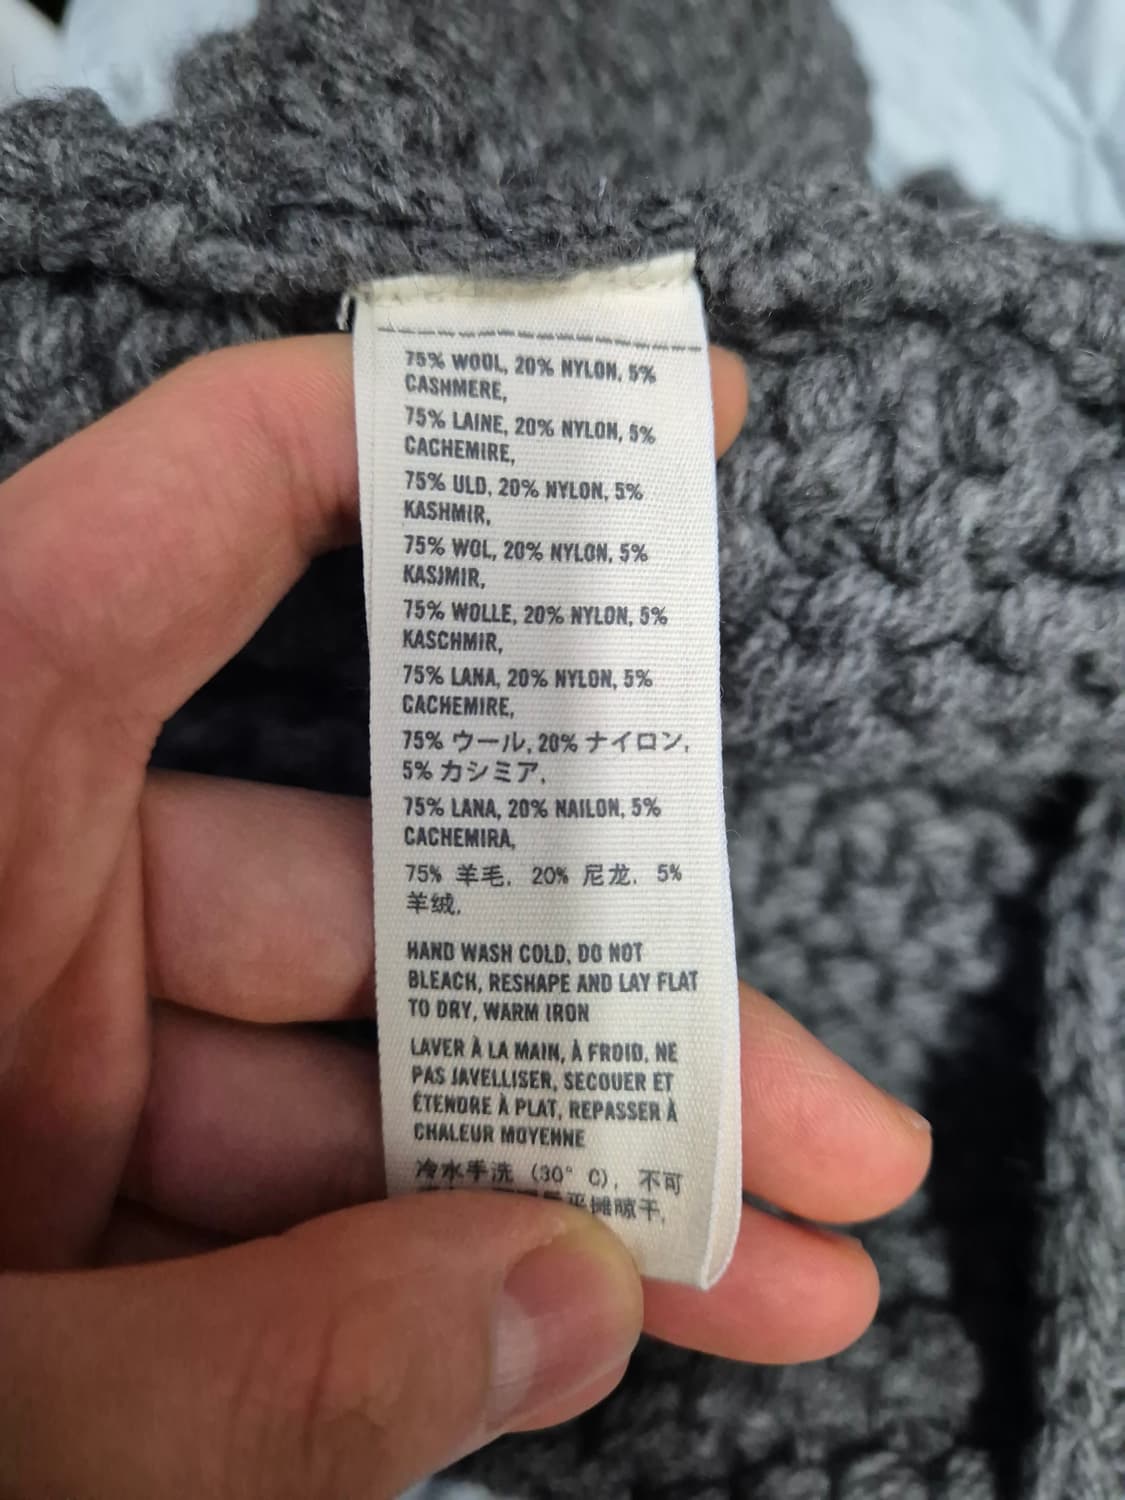 75% WOOL, 20% NYLON, 5%
CASHMERE,
75% LAINE, 20% NYLON, 5%
CACHEMIRE,
75% ULD, 20% NYLON, 5%
KASHMIR,
75% WOL, 20% NYLON, 5%
KASJMIR,
75% WOLLE, 20% NYLON, 5%
KASCHMIR,
75% LANA, 20% NYLON, 5%
CACHEMIRE,
75% ウール, 20% ナイロン,
5% カシミア,
75% LANA, 20% NAILON, 5%
CACHEMIRA,
75% 羊毛, 20% 尼龙, 5%
羊绒,
HAND WASH COLD, DO NOT
BLEACH, RESHAPE AND LAY FLAT
TO DRY, WARM IRON
LAVER À LA MAIN, À FROID, NE
PAS JAVELLISER, SECOUER ET
ÉTENDRE À PLAT, REPASSER À
CHALEUR MOYENNE
冷水手洗 (30° C), 不可
平摊晾干,